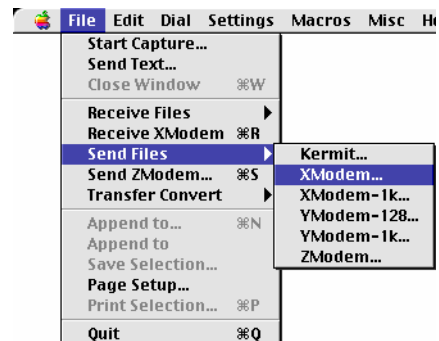 File Edit Dial Settings Macros Misc
Start Capture...
Send Text...
Close Window ⌘W
Receive Files
Receive XModem ⌘R
Send Files
Send ZModem... ⌘S
Transfer Convert
Append to... ⌘N
Append to
Save Selection...
Page Setup...
Print Selection... ⌘P
Quit ⌘Q
Kermit...
XModem...
XModem-1k...
YModem-128...
YModem-1k...
ZModem...